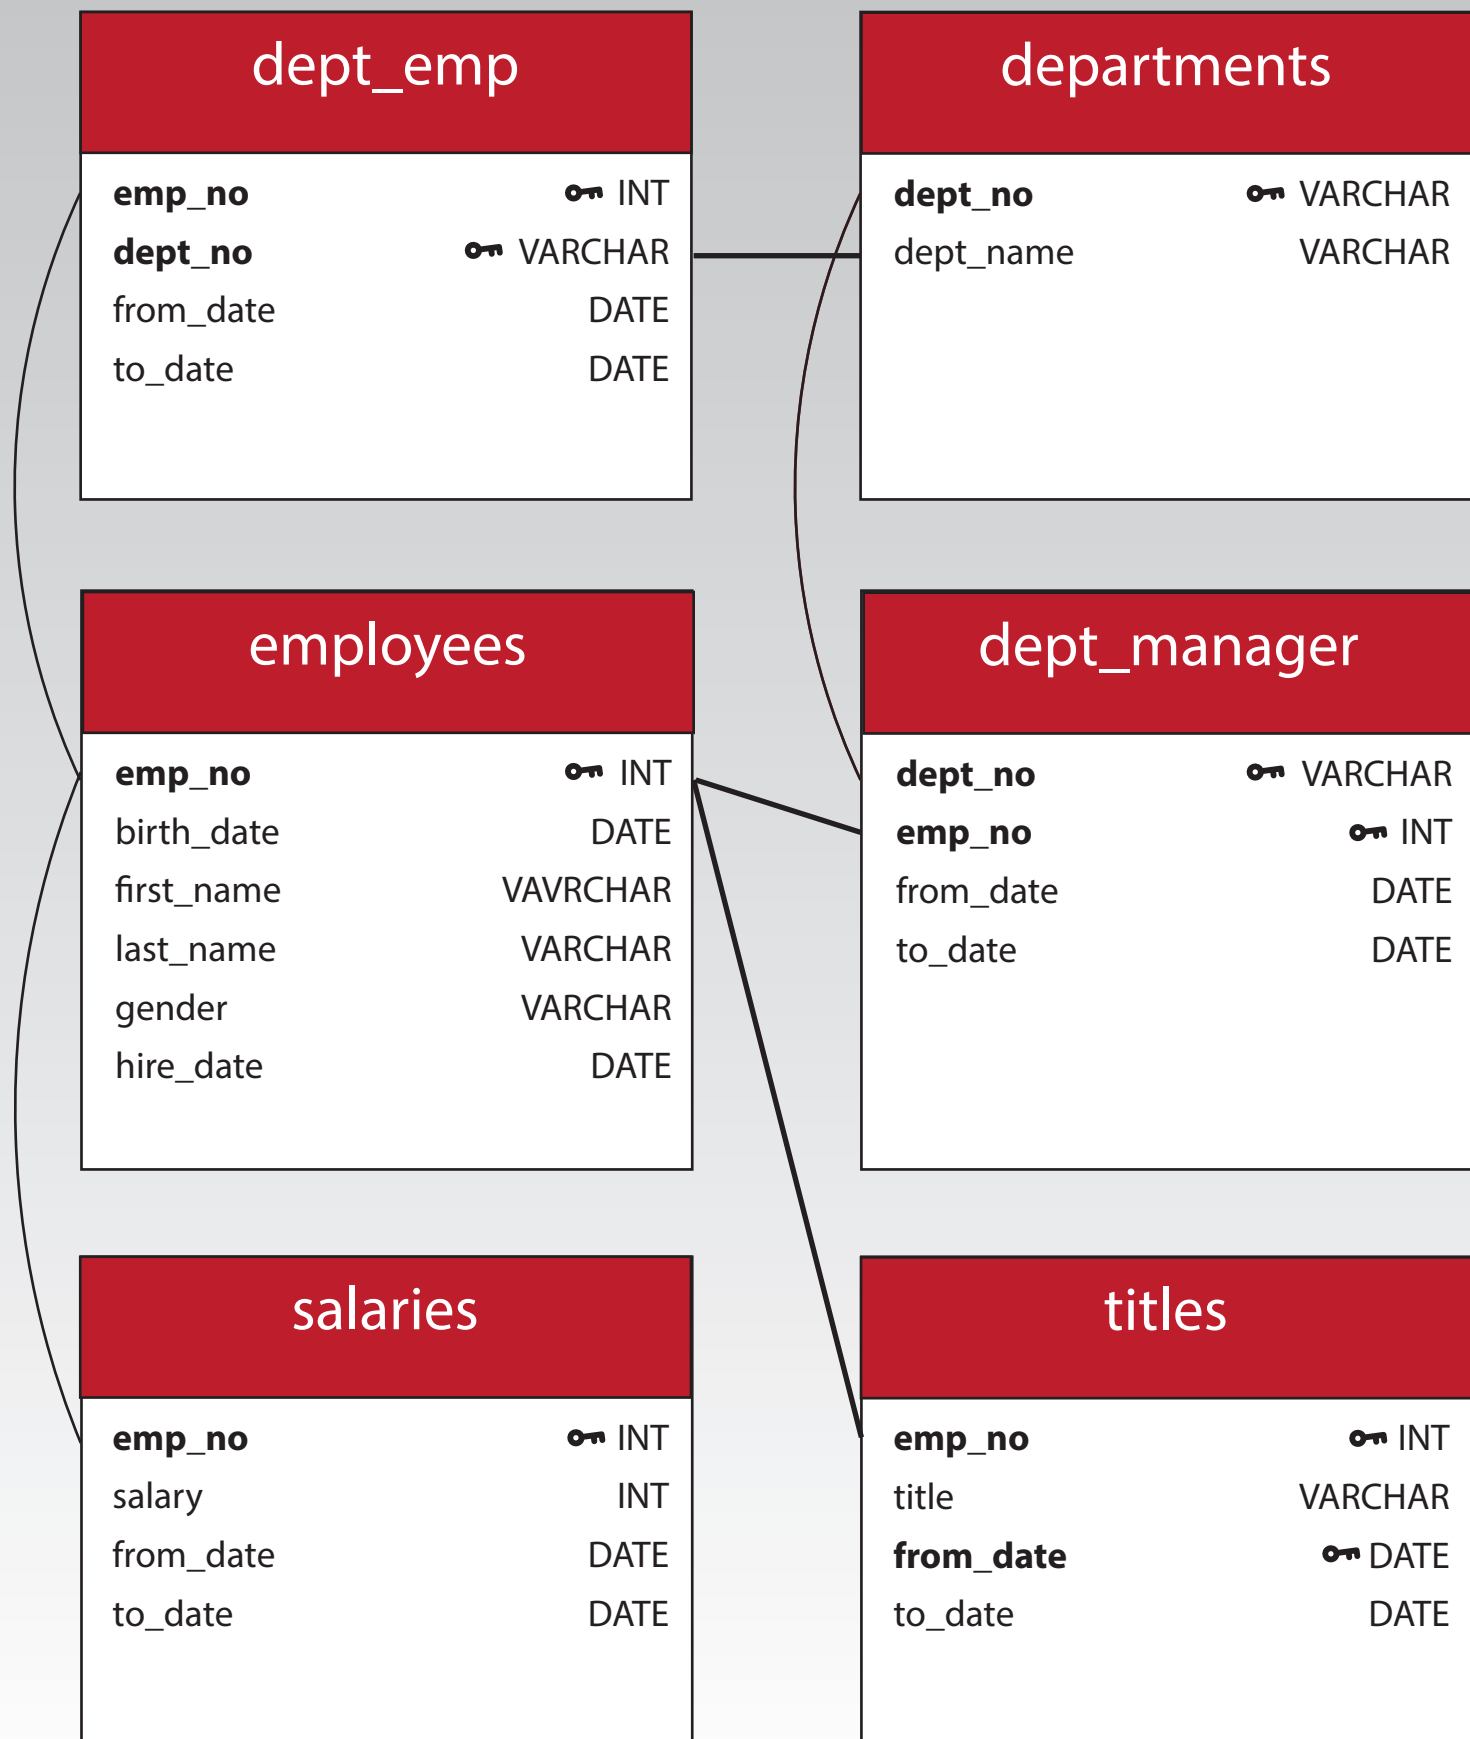 dept_emp
emp_no INT
dept_no VARCHAR
from_date DATE
to_date DATE
departments
dept_no VARCHAR
dept_name VARCHAR
employees
emp_no INT
birth_date DATE
first_name VAVRCHAR
last_name VARCHAR
gender VARCHAR
hire_date DATE
dept_manager
dept_no VARCHAR
emp_no INT
from_date DATE
to_date DATE
salaries
emp_no INT
salary INT
from_date DATE
to_date DATE
titles
emp_no INT
title VARCHAR
from_date DATE
to_date DATE